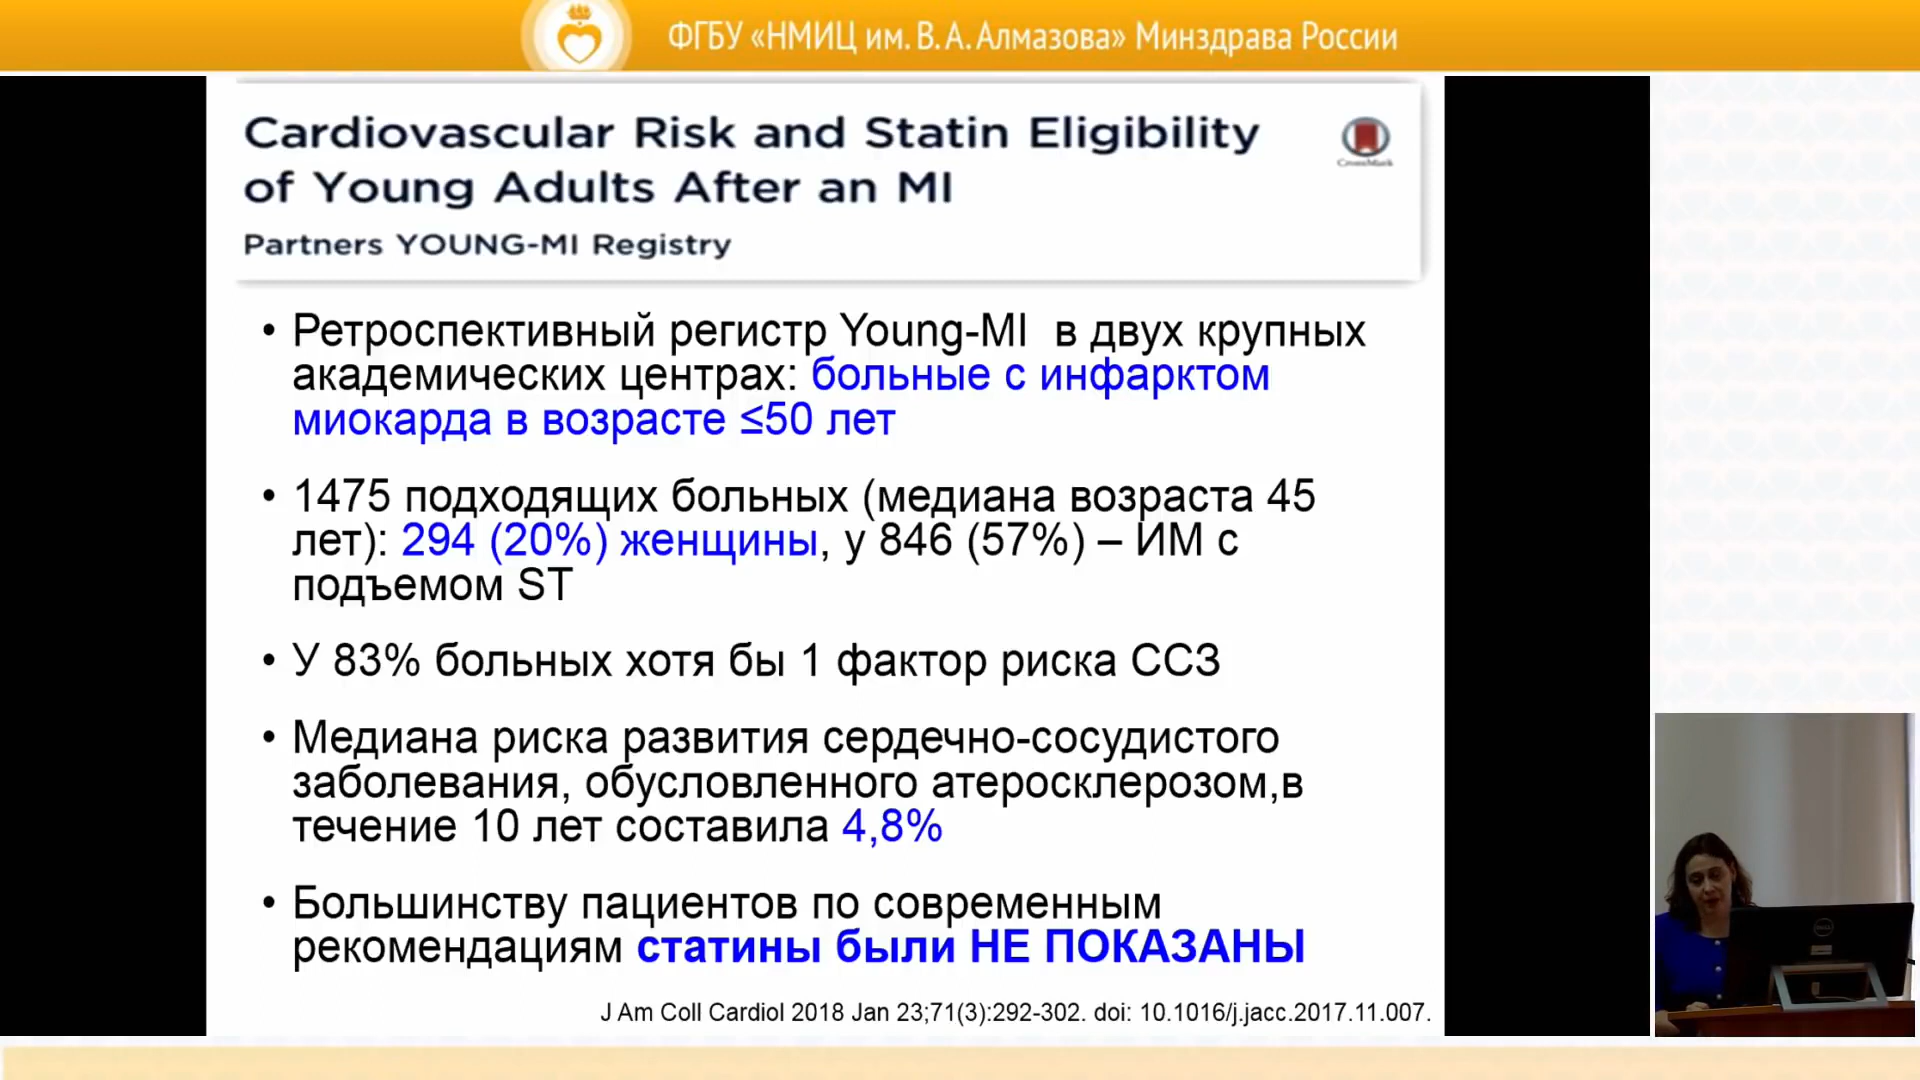 ФГБУ «НМИЦ им. В. А. Алмазова» Минздрава России
Cardiovascular Risk and Statin Eligibility
of Young Adults After an MI
CrossMark
Partners YOUNG-MI Registry
• Ретроспективный регистр Young-MI в двух крупных
академических центрах: больные с инфарктом
миокарда в возрасте ≤50 лет
• 1475 подходящих больных (медиана возраста 45
лет): 294 (20%) женщины, у 846 (57%) – ИМ с
подъемом ST
• У 83% больных хотя бы 1 фактор риска ССЗ
• Медиана риска развития сердечно-сосудистого
заболевания, обусловленного атеросклерозом,в
течение 10 лет составила 4,8%
• Большинству пациентов по современным
рекомендациям статины были НЕ ПОКАЗАНЫ
J Am Coll Cardiol 2018 Jan 23;71(3):292-302. doi: 10.1016/j.jacc.2017.11.007.
DELL